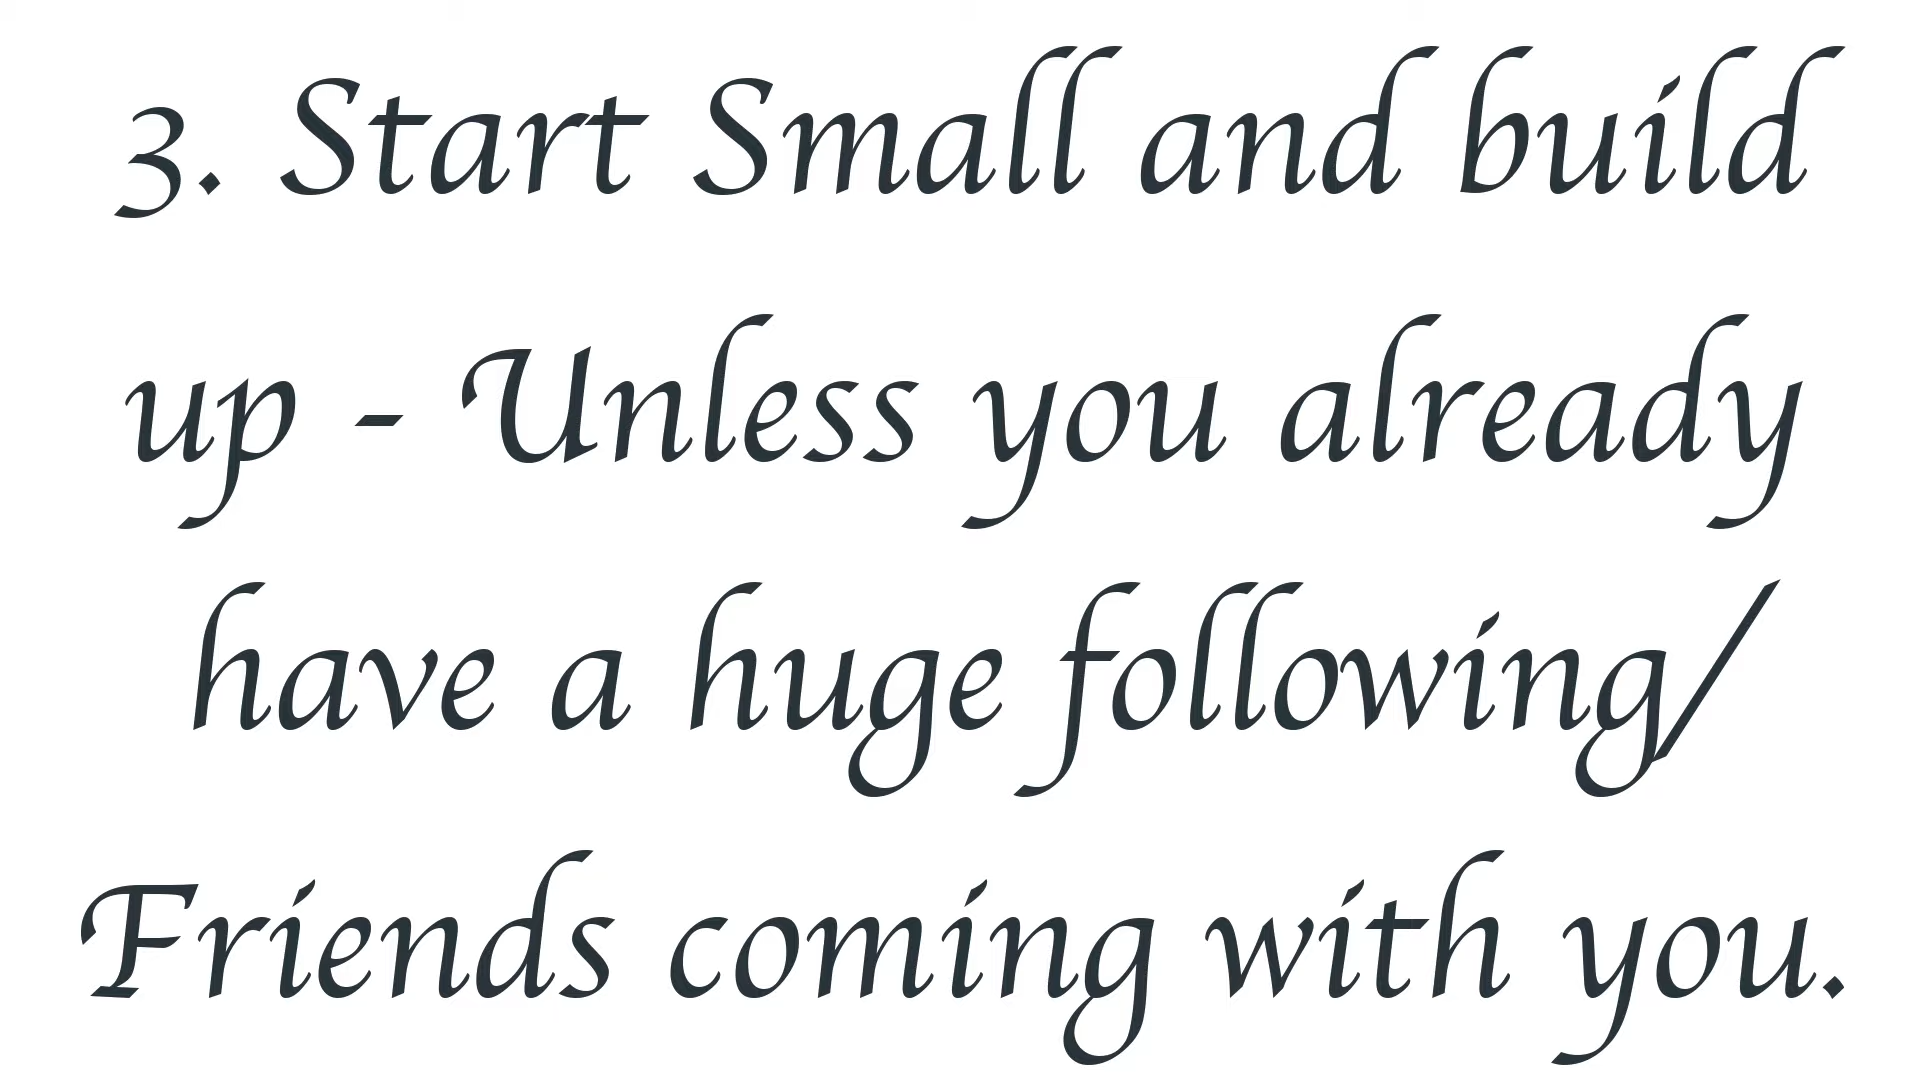 3. Start Small and build
up - Unless you already
have a huge following/
Friends coming with you.